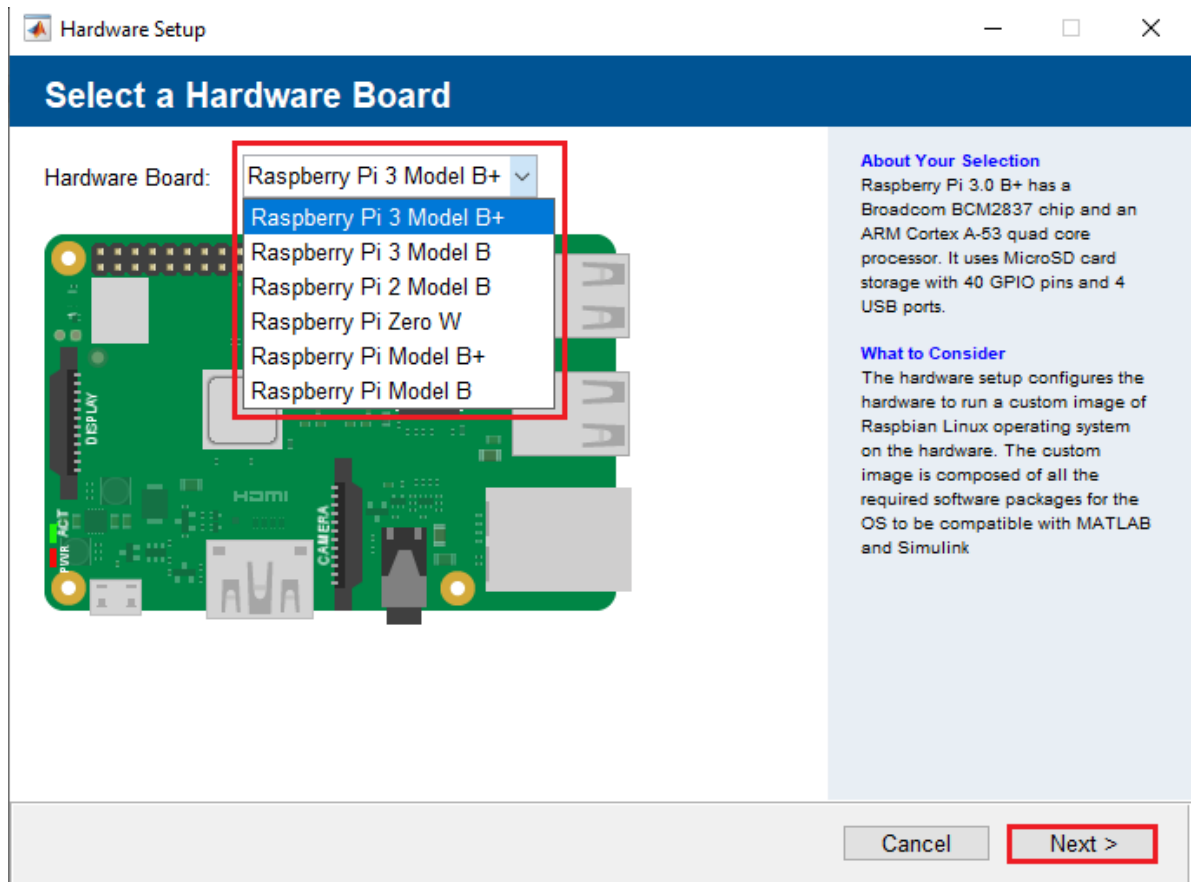 Hardware Setup
Select a Hardware Board
Hardware Board:
Raspberry Pi 3 Model B+
Raspberry Pi 3 Model B+
Raspberry Pi 3 Model B
Raspberry Pi 2 Model B
Raspberry Pi Zero W
Raspberry Pi Model B+
Raspberry Pi Model B
DISPLAY
HDMI
CAMERA
ACT
PWR
About Your Selection
Raspberry Pi 3.0 B+ has a
Broadcom BCM2837 chip and an
ARM Cortex A-53 quad core
processor. It uses MicroSD card
storage with 40 GPIO pins and 4
USB ports.
What to Consider
The hardware setup configures the
hardware to run a custom image of
Raspbian Linux operating system
on the hardware. The custom
image is composed of all the
required software packages for the
OS to be compatible with MATLAB
and Simulink
Cancel
Next >